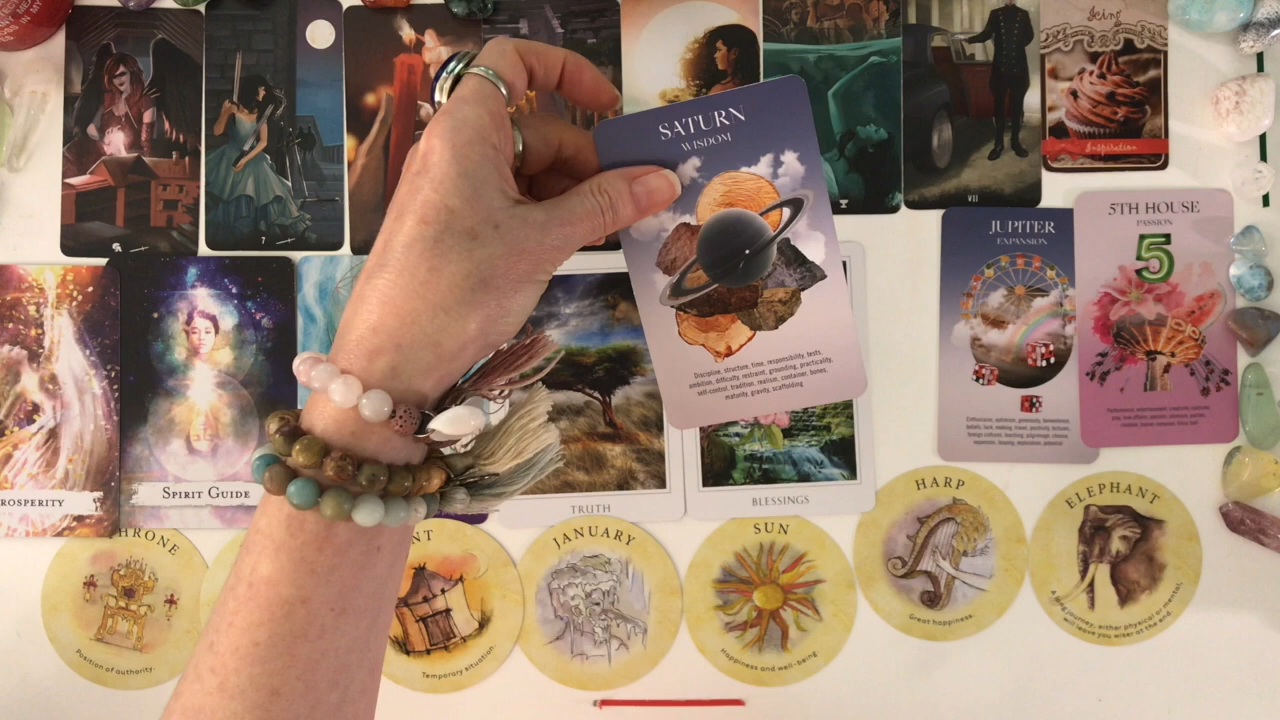 Icing
Inspiration
7
VII
SATURN
WISDOM
Discipline, structure, time, responsibility, tests,
ambition, difficulty, restraint, grounding, practicality,
self-control, tradition, realism, container, bones,
maturity, gravity, scaffolding
JUPITER
EXPANSION
5TH HOUSE
PASSION
5
ROSPERITY
SPIRIT GUIDE
TRUTH
BLESSINGS
THRONE
Position of authority.
NT
Temporary situation.
JANUARY
SUN
Happiness and well-being.
HARP
Great happiness.
ELEPHANT
A long journey, either physical or mental,
will leave you wiser at the end.